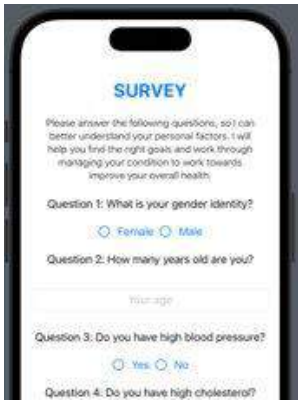 SURVEY
Please answer the following questions, so I can
better understand your personal factors. I will
help you find the right goals and work through
managing your condition to work towards
improve your overall health.
Question 1: What is your gender identity?
Female Male
Question 2: How many years old are you?
Your age
Question 3: Do you have high blood pressure?
Yes No
Question 4: Do you have high cholesterol?